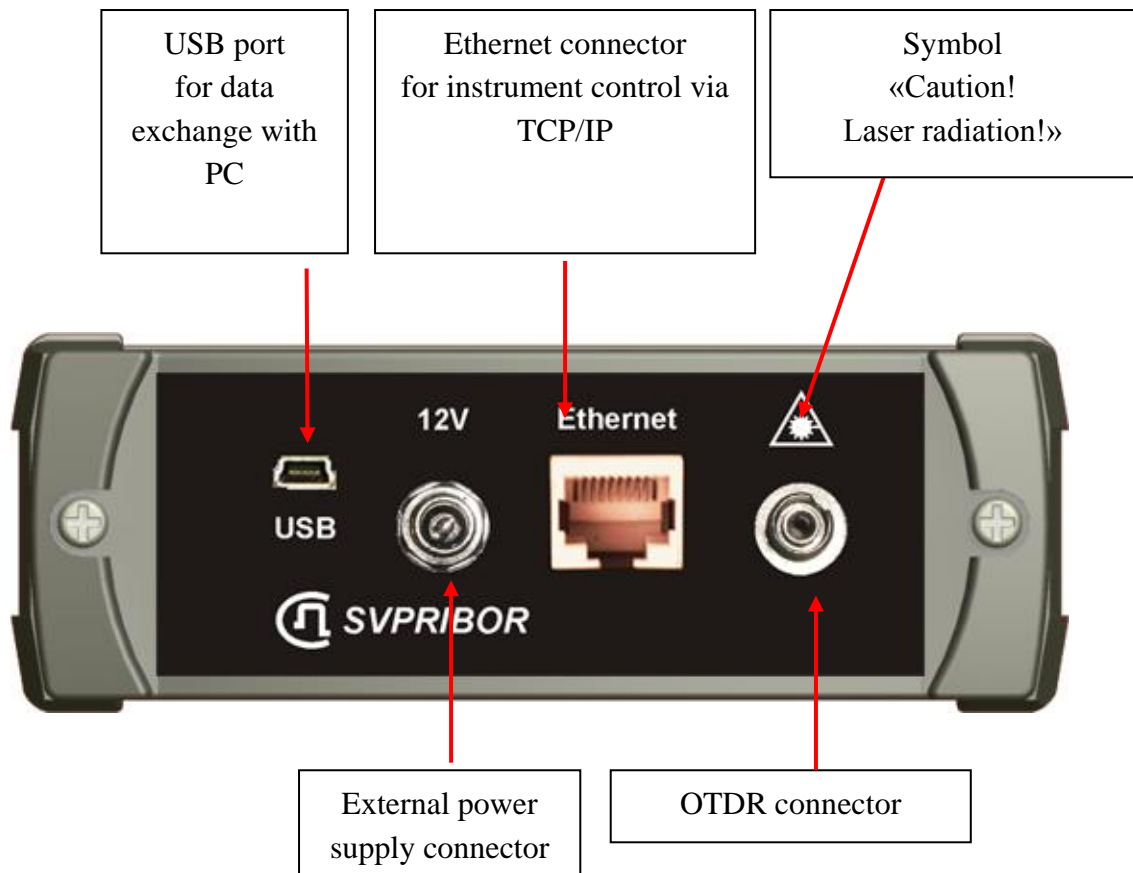 USB port
for data
exchange with
PC
Ethernet connector
for instrument control via
TCP/IP
Symbol
«Caution!
Laser radiation!»
12V
Ethernet
USB
SVPRIBOR
External power
supply connector
OTDR connector